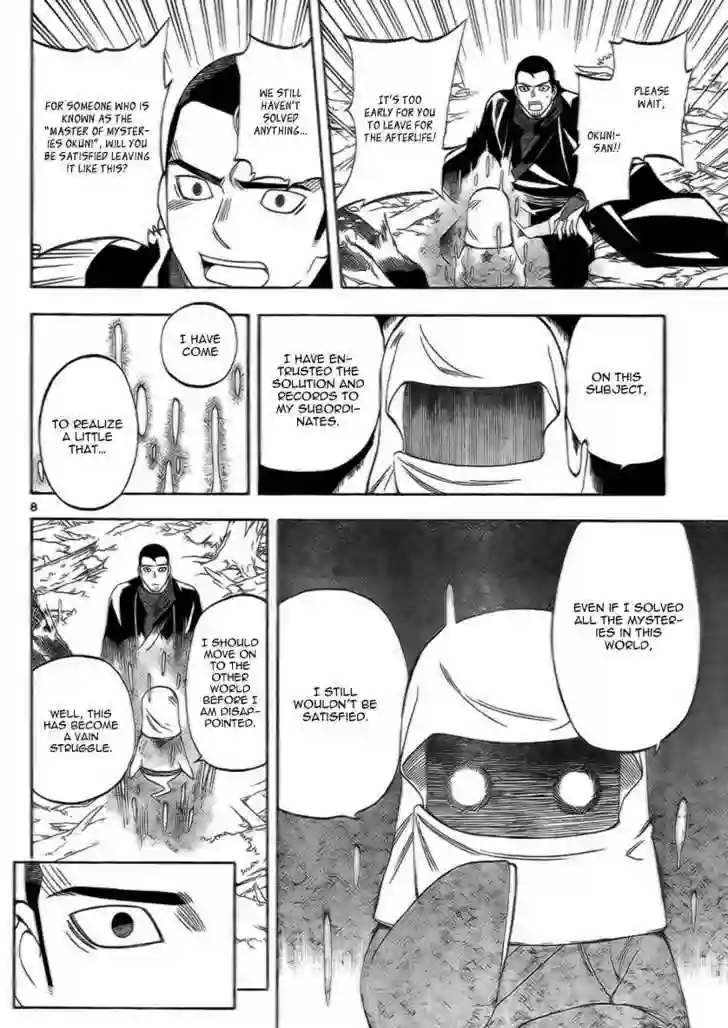 PLEASE
WAIT,
OKUNI-
SAN!!
IT'S TOO
EARLY FOR YOU
TO LEAVE FOR
THE AFTERLIFE!
WE STILL
HAVEN'T
SOLVED
ANYTHING...
FOR SOMEONE WHO IS
KNOWN AS THE
"MASTER OF MYSTER-
IES OKUNI", WILL YOU
BE SATISFIED LEAVING
IT LIKE THIS?
ON THIS
SUBJECT,
I HAVE EN-
TRUSTED THE
SOLUTION AND
RECORDS TO
MY SUBORDI-
NATES.
I HAVE
COME
TO REALIZE
A LITTLE
THAT...
8
EVEN IF I SOLVED
ALL THE MYSTER-
IES IN THIS
WORLD,
I STILL
WOULDN'T BE
SATISFIED.
I SHOULD
MOVE ON
TO THE
OTHER
WORLD
BEFORE I
AM DISAP-
POINTED.
WELL, THIS
HAS BECOME
A VAIN
STRUGGLE.